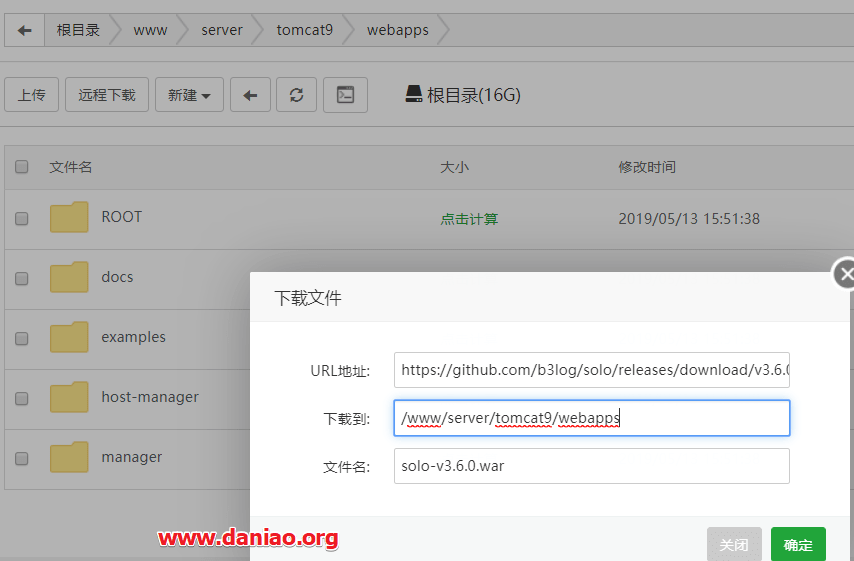 根目录 www server tomcat9 webapps
上传 远程下载 新建 根目录(16G)
文件名 大小 修改时间
ROOT 点击计算 2019/05/13 15:51:38
docs
examples
host-manager
manager
下载文件
URL地址: https://github.com/b3log/solo/releases/download/v3.6.0
下载到: /www/server/tomcat9/webapps
文件名: solo-v3.6.0.war
关闭 确定
www.daniao.org